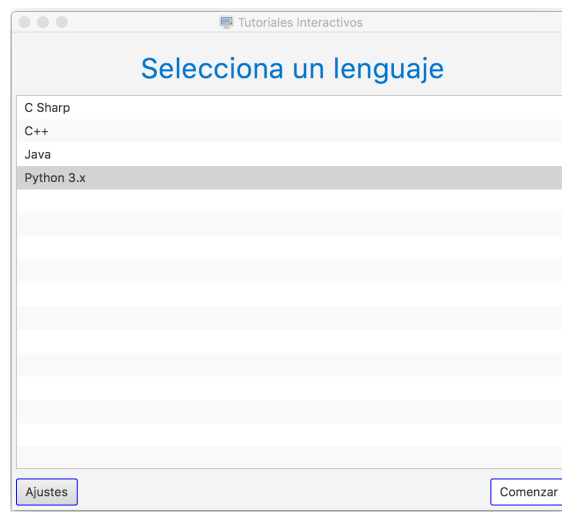 Tutoriales Interactivos
Selecciona un lenguaje
C Sharp
C++
Java
Python 3.x
Ajustes
Comenzar